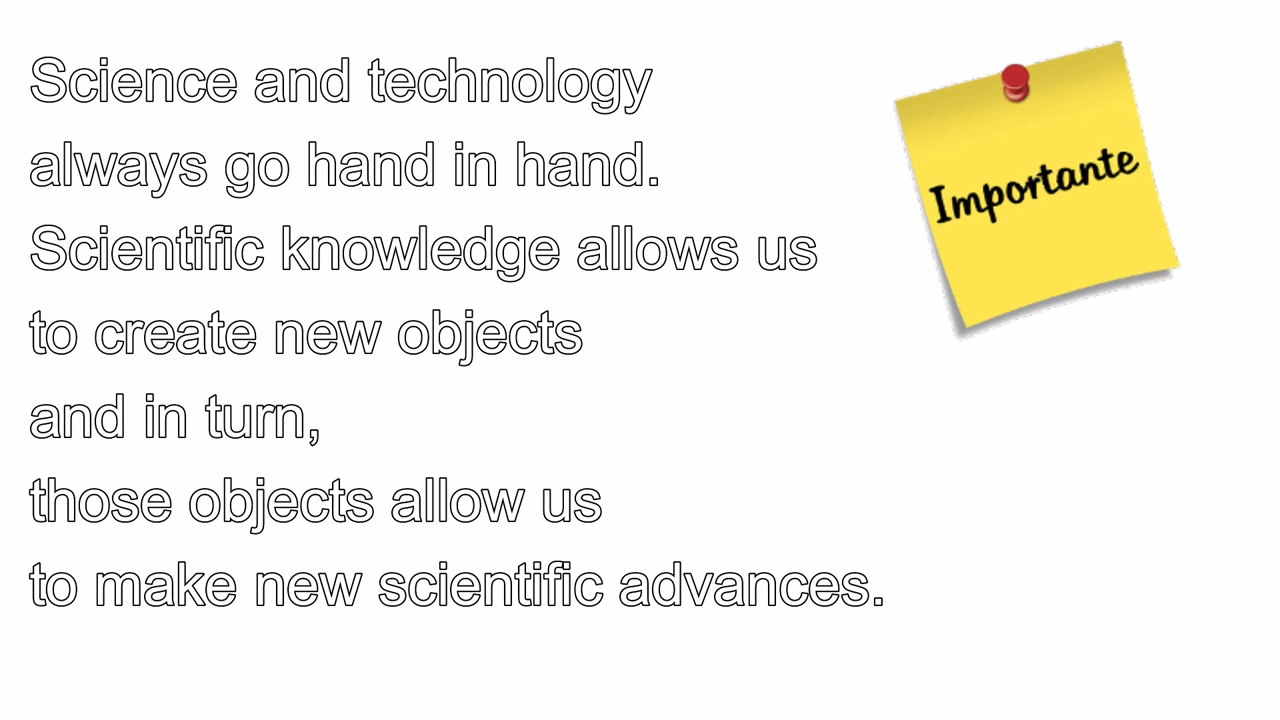 Science and technology
always go hand in hand.
Scientific knowledge allows us
to create new objects
and in turn,
those objects allow us
to make new scientific advances.
Importante